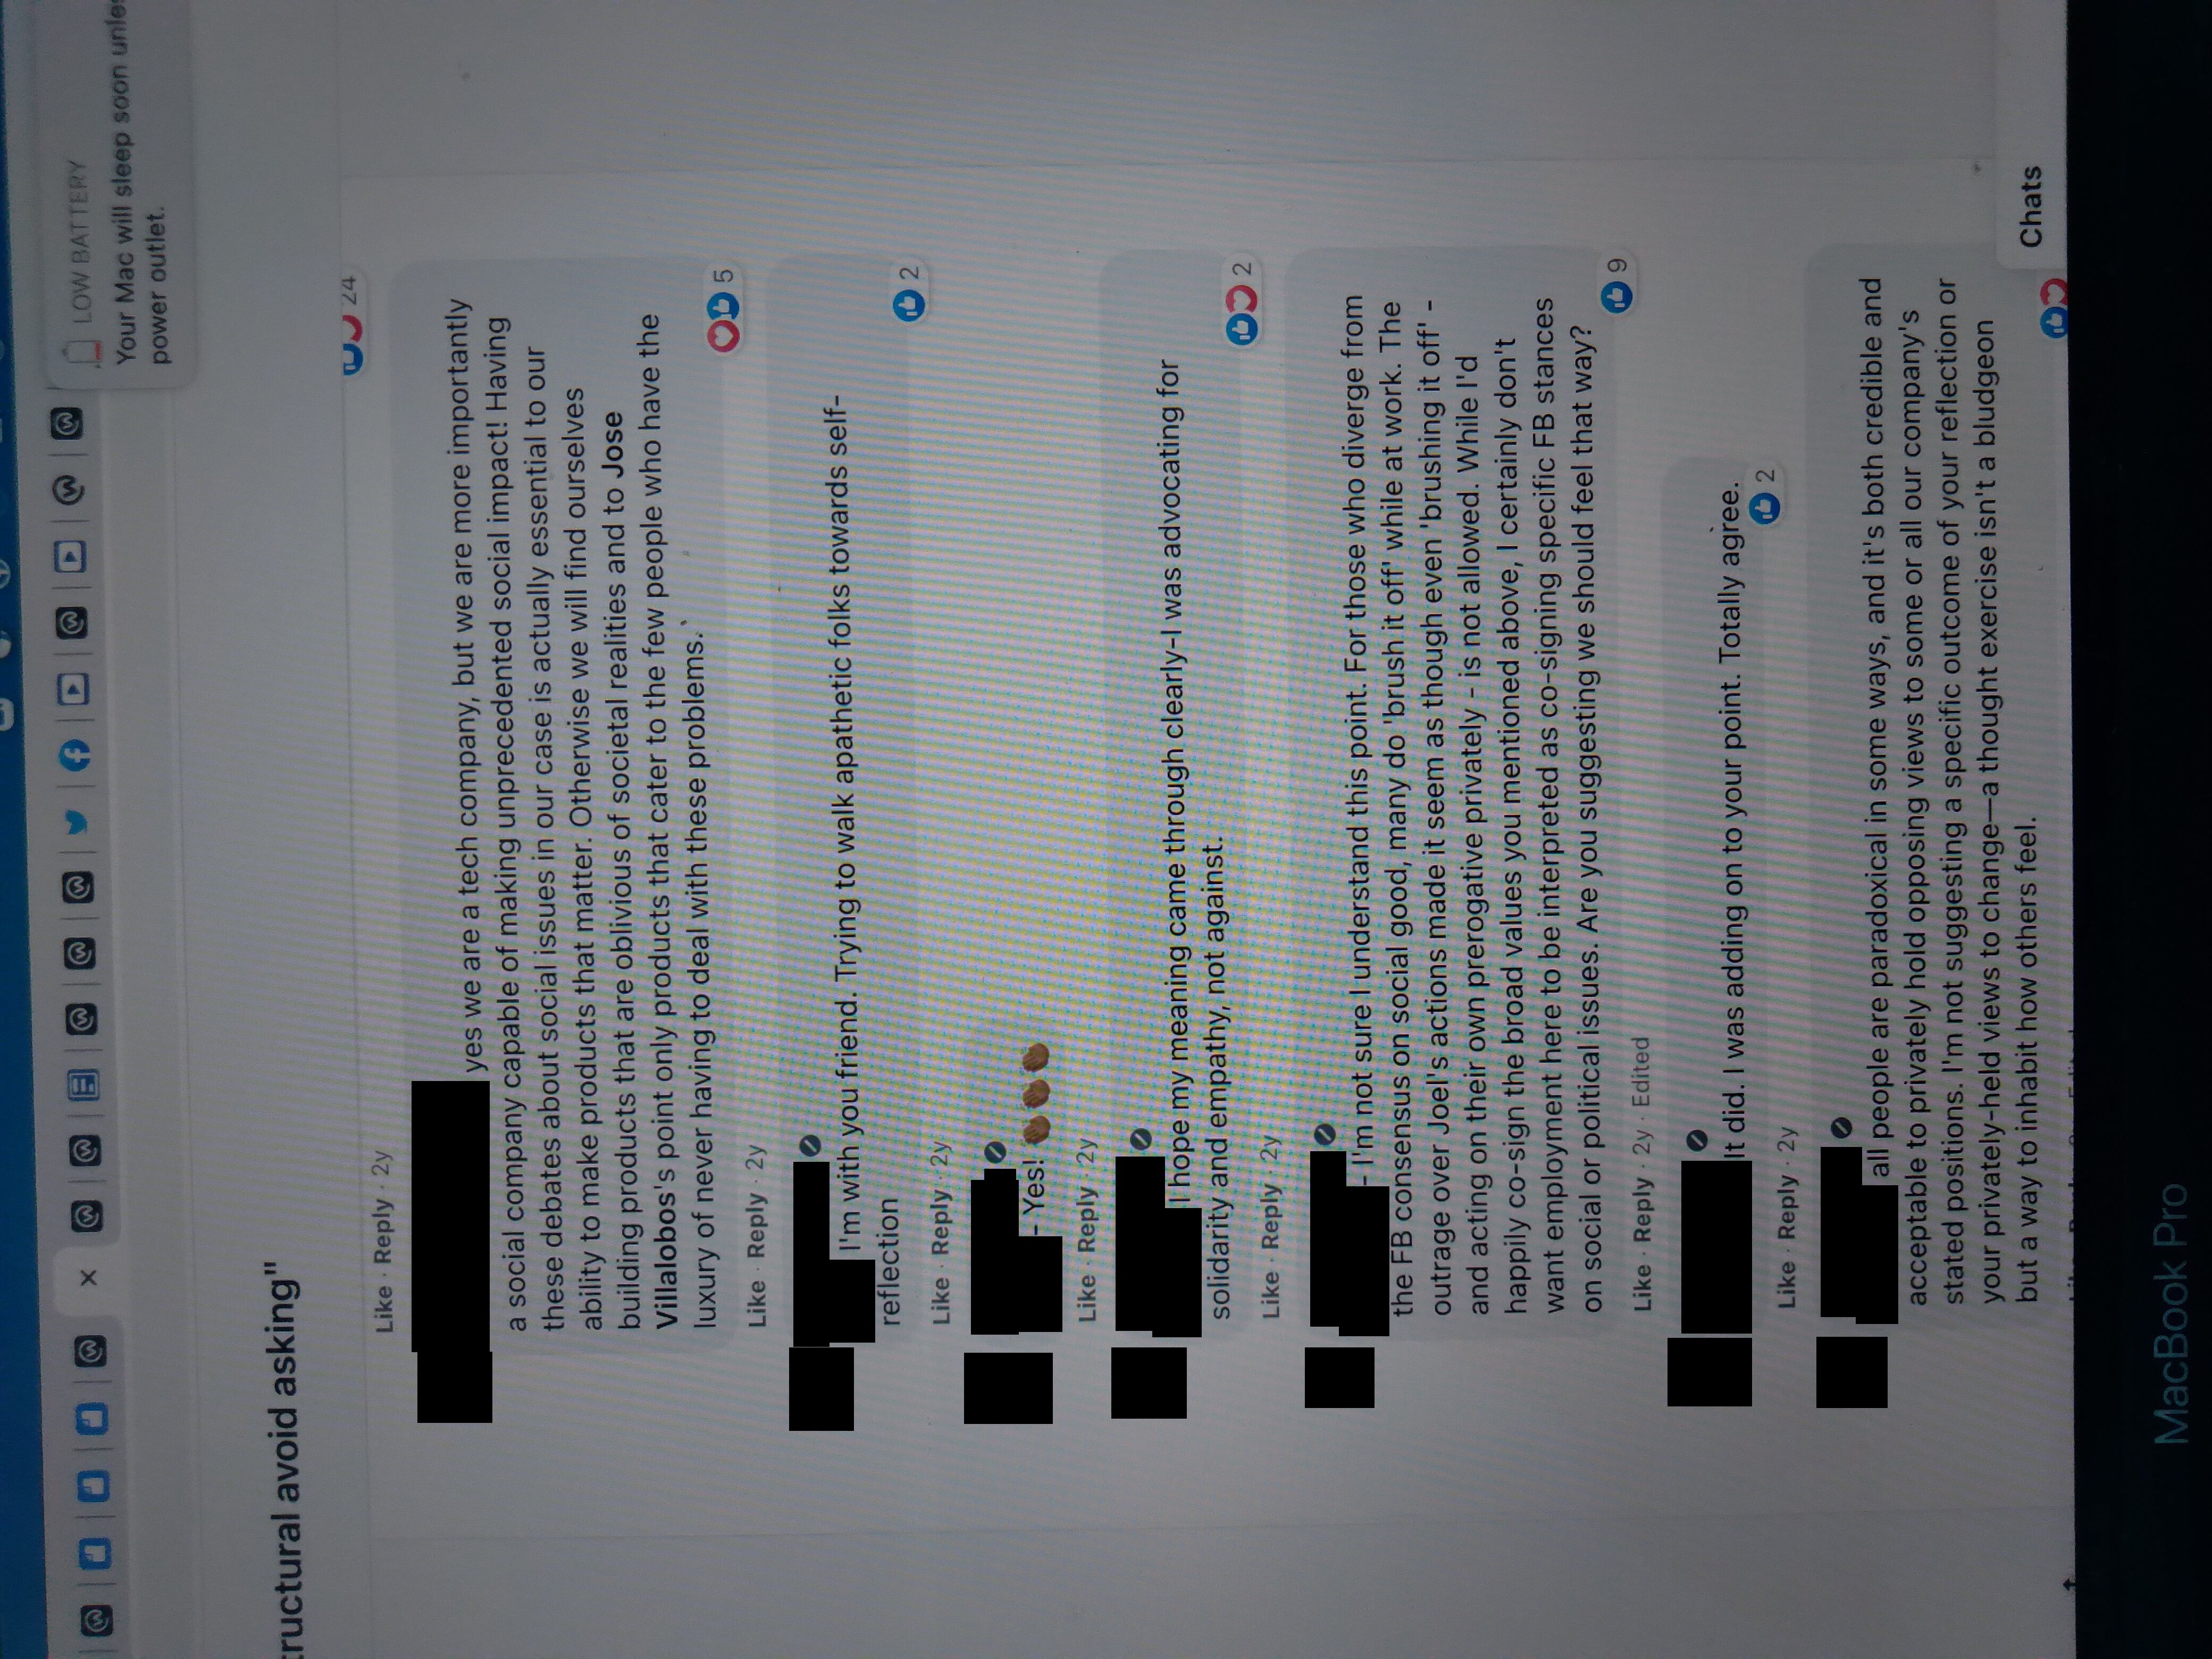 LOW BATTERY
Your Mac will sleep soon unles
power outlet.
tructural avoid asking"
24
Like · Reply · 2y
yes we are a tech company, but we are more importantly
a social company capable of making unprecedented social impact! Having
these debates about social issues in our case is actually essential to our
ability to make products that matter. Otherwise we will find ourselves
building products that are oblivious of societal realities and to Jose
Villalobos's point only products that cater to the few people who have the
luxury of never having to deal with these problems.`
5
Like · Reply · 2y
I'm with you friend. Trying to walk apathetic folks towards self-
reflection
2
Like · Reply · 2y
- Yes! 👏🏾👏🏾👏🏾
Like · Reply · 2y
I hope my meaning came through clearly-I was advocating for
solidarity and empathy, not against.
2
Like · Reply · 2y
- I'm not sure I understand this point. For those who diverge from
the FB consensus on social good, many do 'brush it off' while at work. The
outrage over Joel's actions made it seem as though even 'brushing it off' -
and acting on their own prerogative privately - is not allowed. While I'd
happily co-sign the broad values you mentioned above, I certainly don't
want employment here to be interpreted as co-signing specific FB stances
on social or political issues. Are you suggesting we should feel that way?
9
Like · Reply · 2y · Edited
It did. I was adding on to your point. Totally agree.
2
Like · Reply · 2y
all people are paradoxical in some ways, and it's both credible and
acceptable to privately hold opposing views to some or all our company's
stated positions. I'm not suggesting a specific outcome of your reflection or
your privately-held views to change—a thought exercise isn't a bludgeon
but a way to inhabit how others feel.
Chats
MacBook Pro